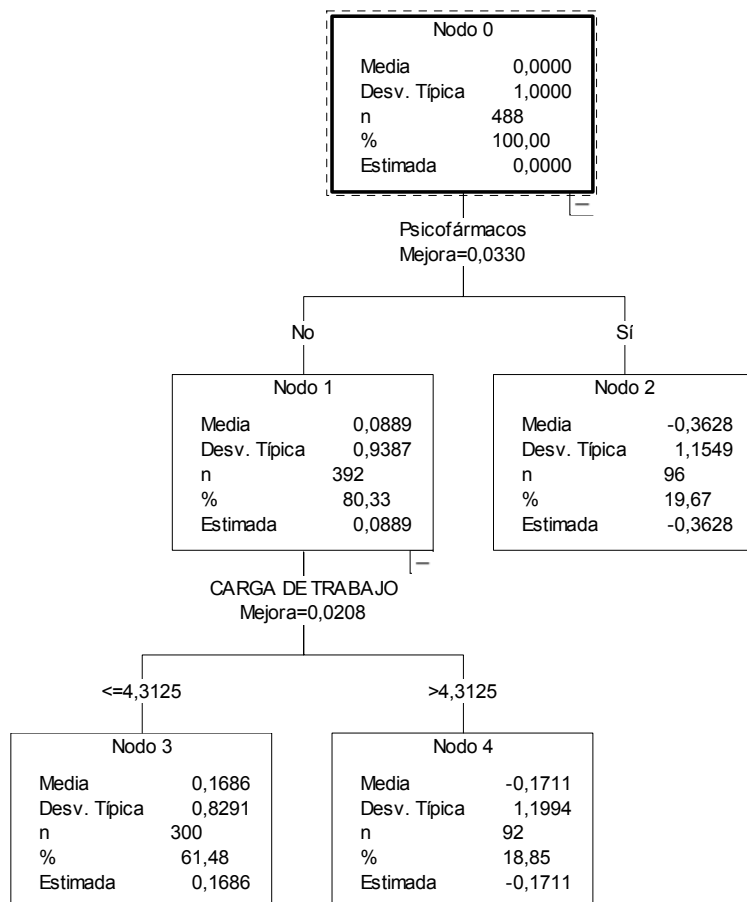 Nodo 0
Media 0,0000
Desv. Típica 1,0000
n 488
% 100,00
Estimada 0,0000
Psicofármacos
Mejora=0,0330
No
Sí
Nodo 1
Media 0,0889
Desv. Típica 0,9387
n 392
% 80,33
Estimada 0,0889
Nodo 2
Media -0,3628
Desv. Típica 1,1549
n 96
% 19,67
Estimada -0,3628
CARGA DE TRABAJO
Mejora=0,0208
<=4,3125
>4,3125
Nodo 3
Media 0,1686
Desv. Típica 0,8291
n 300
% 61,48
Estimada 0,1686
Nodo 4
Media -0,1711
Desv. Típica 1,1994
n 92
% 18,85
Estimada -0,1711